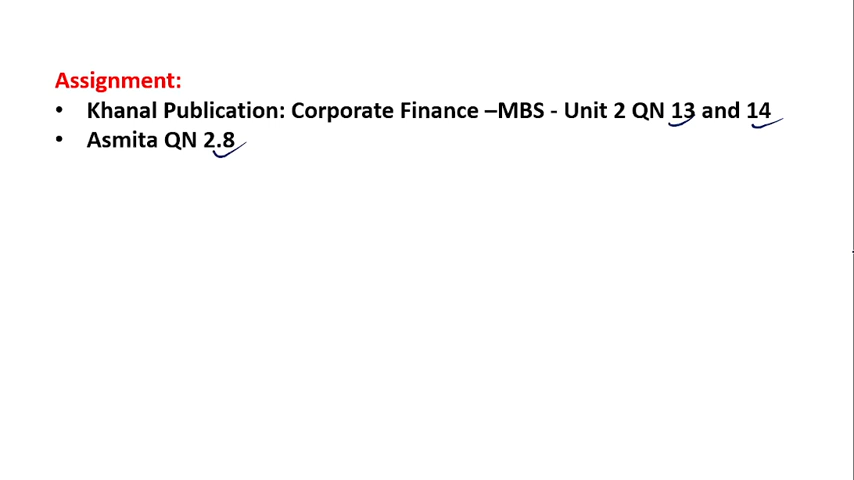 Assignment:
• Khanal Publication: Corporate Finance –MBS - Unit 2 QN 13 and 14
• Asmita QN 2.8